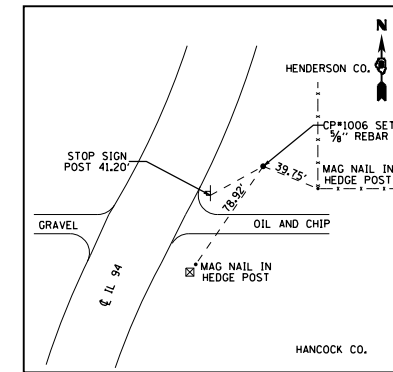 N
HENDERSON CO.
CP#1006 SET
5/8" REBAR
STOP SIGN
POST 41.20'
39.75'
MAG NAIL IN
HEDGE POST
78.92'
GRAVEL
OIL AND CHIP
MAG NAIL IN
HEDGE POST
℄ IL 94
HANCOCK CO.